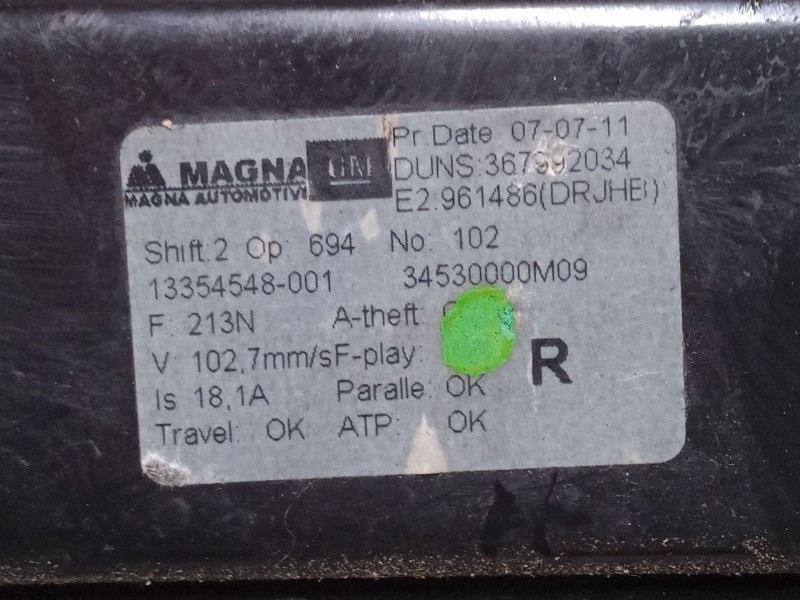 MAGNA
MAGNA AUTOMOTIVE
GM
Pr.Date 07-07-11
DUNS:367992034
E2:961486(DRJHB)
Shift:2 Op: 694 No: 102
13354548-001 34530000M09
F: 213N A-theft:
V: 102,7mm/s F-play:
R
Is 18,1A Paralle: OK
Travel: OK ATP: OK